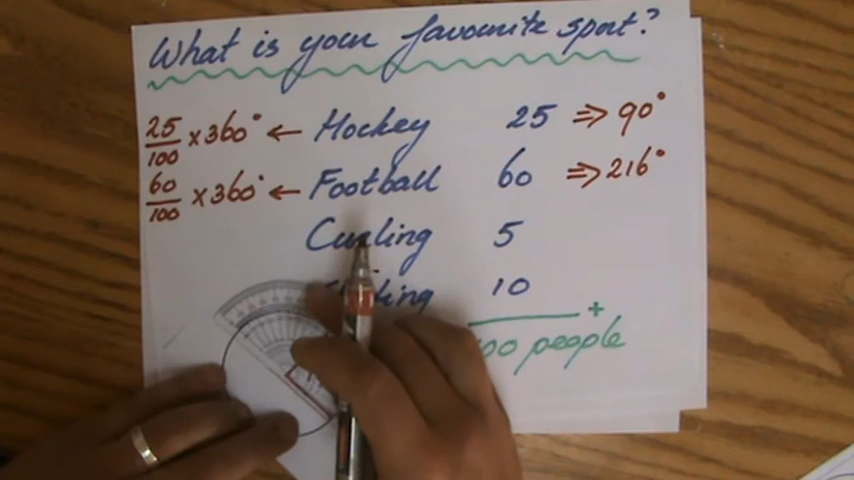 What is your favourite sport?
25/100 x 360° ← Hockey 25 ⇒ 90°
60/100 x 360° ← Football 60 ⇒ 216°
Curling 5
10
+
people